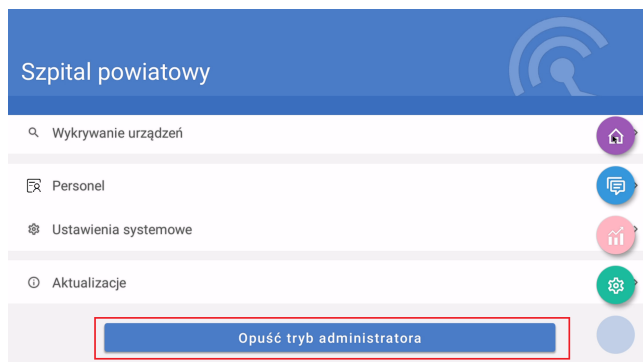 Szpital powiatowy
Wykrywanie urządzeń
Personel
Ustawienia systemowe
Aktualizacje
Opuść tryb administratora